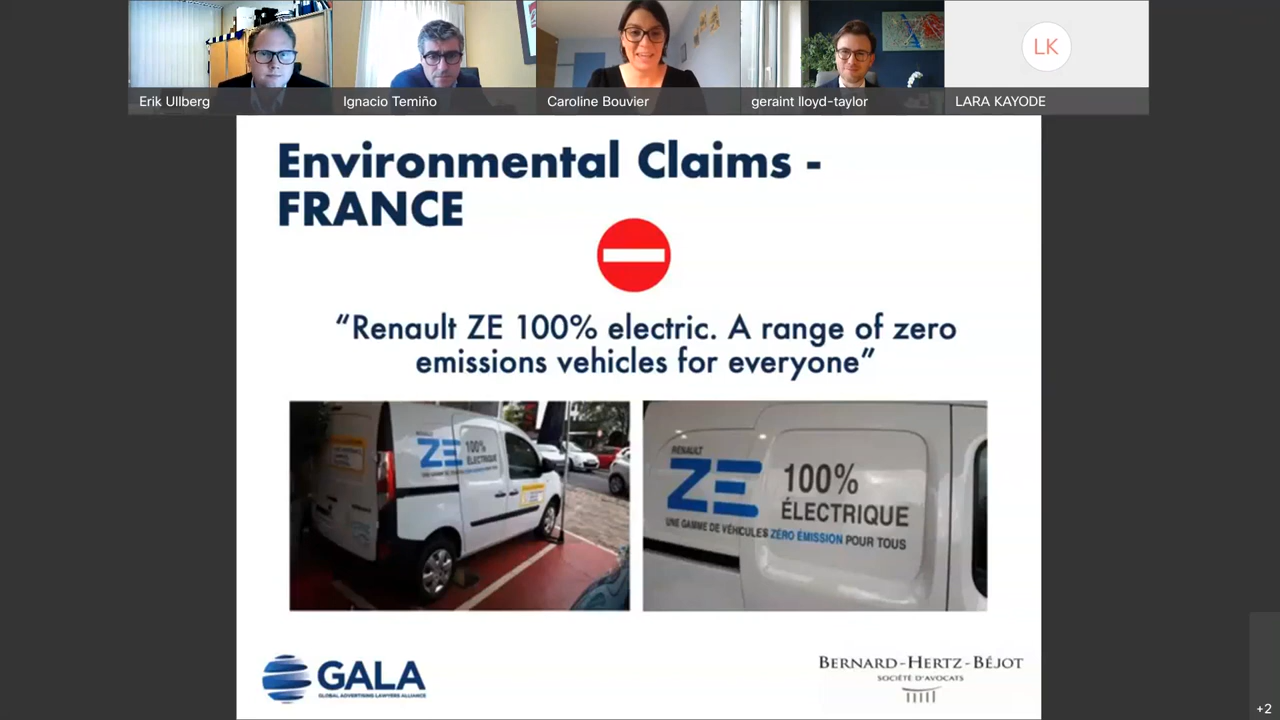 Erik Ullberg
Ignacio Temiño
Caroline Bouvier
geraint lloyd-taylor
LK
LARA KAYODE
Environmental Claims -
FRANCE
“Renault ZE 100% electric. A range of zero
emissions vehicles for everyone”
ZE
100%
ÉLECTRIQUE
RENAULT
ZE
100%
ÉLECTRIQUE
UNE GAMME DE VÉHICULES ZÉRO ÉMISSION POUR TOUS
GALA
GLOBAL ADVERTISING LAWYERS ALLIANCE
BERNARD-HERTZ-BÉJOT
SOCIÉTÉ D'AVOCATS
+2